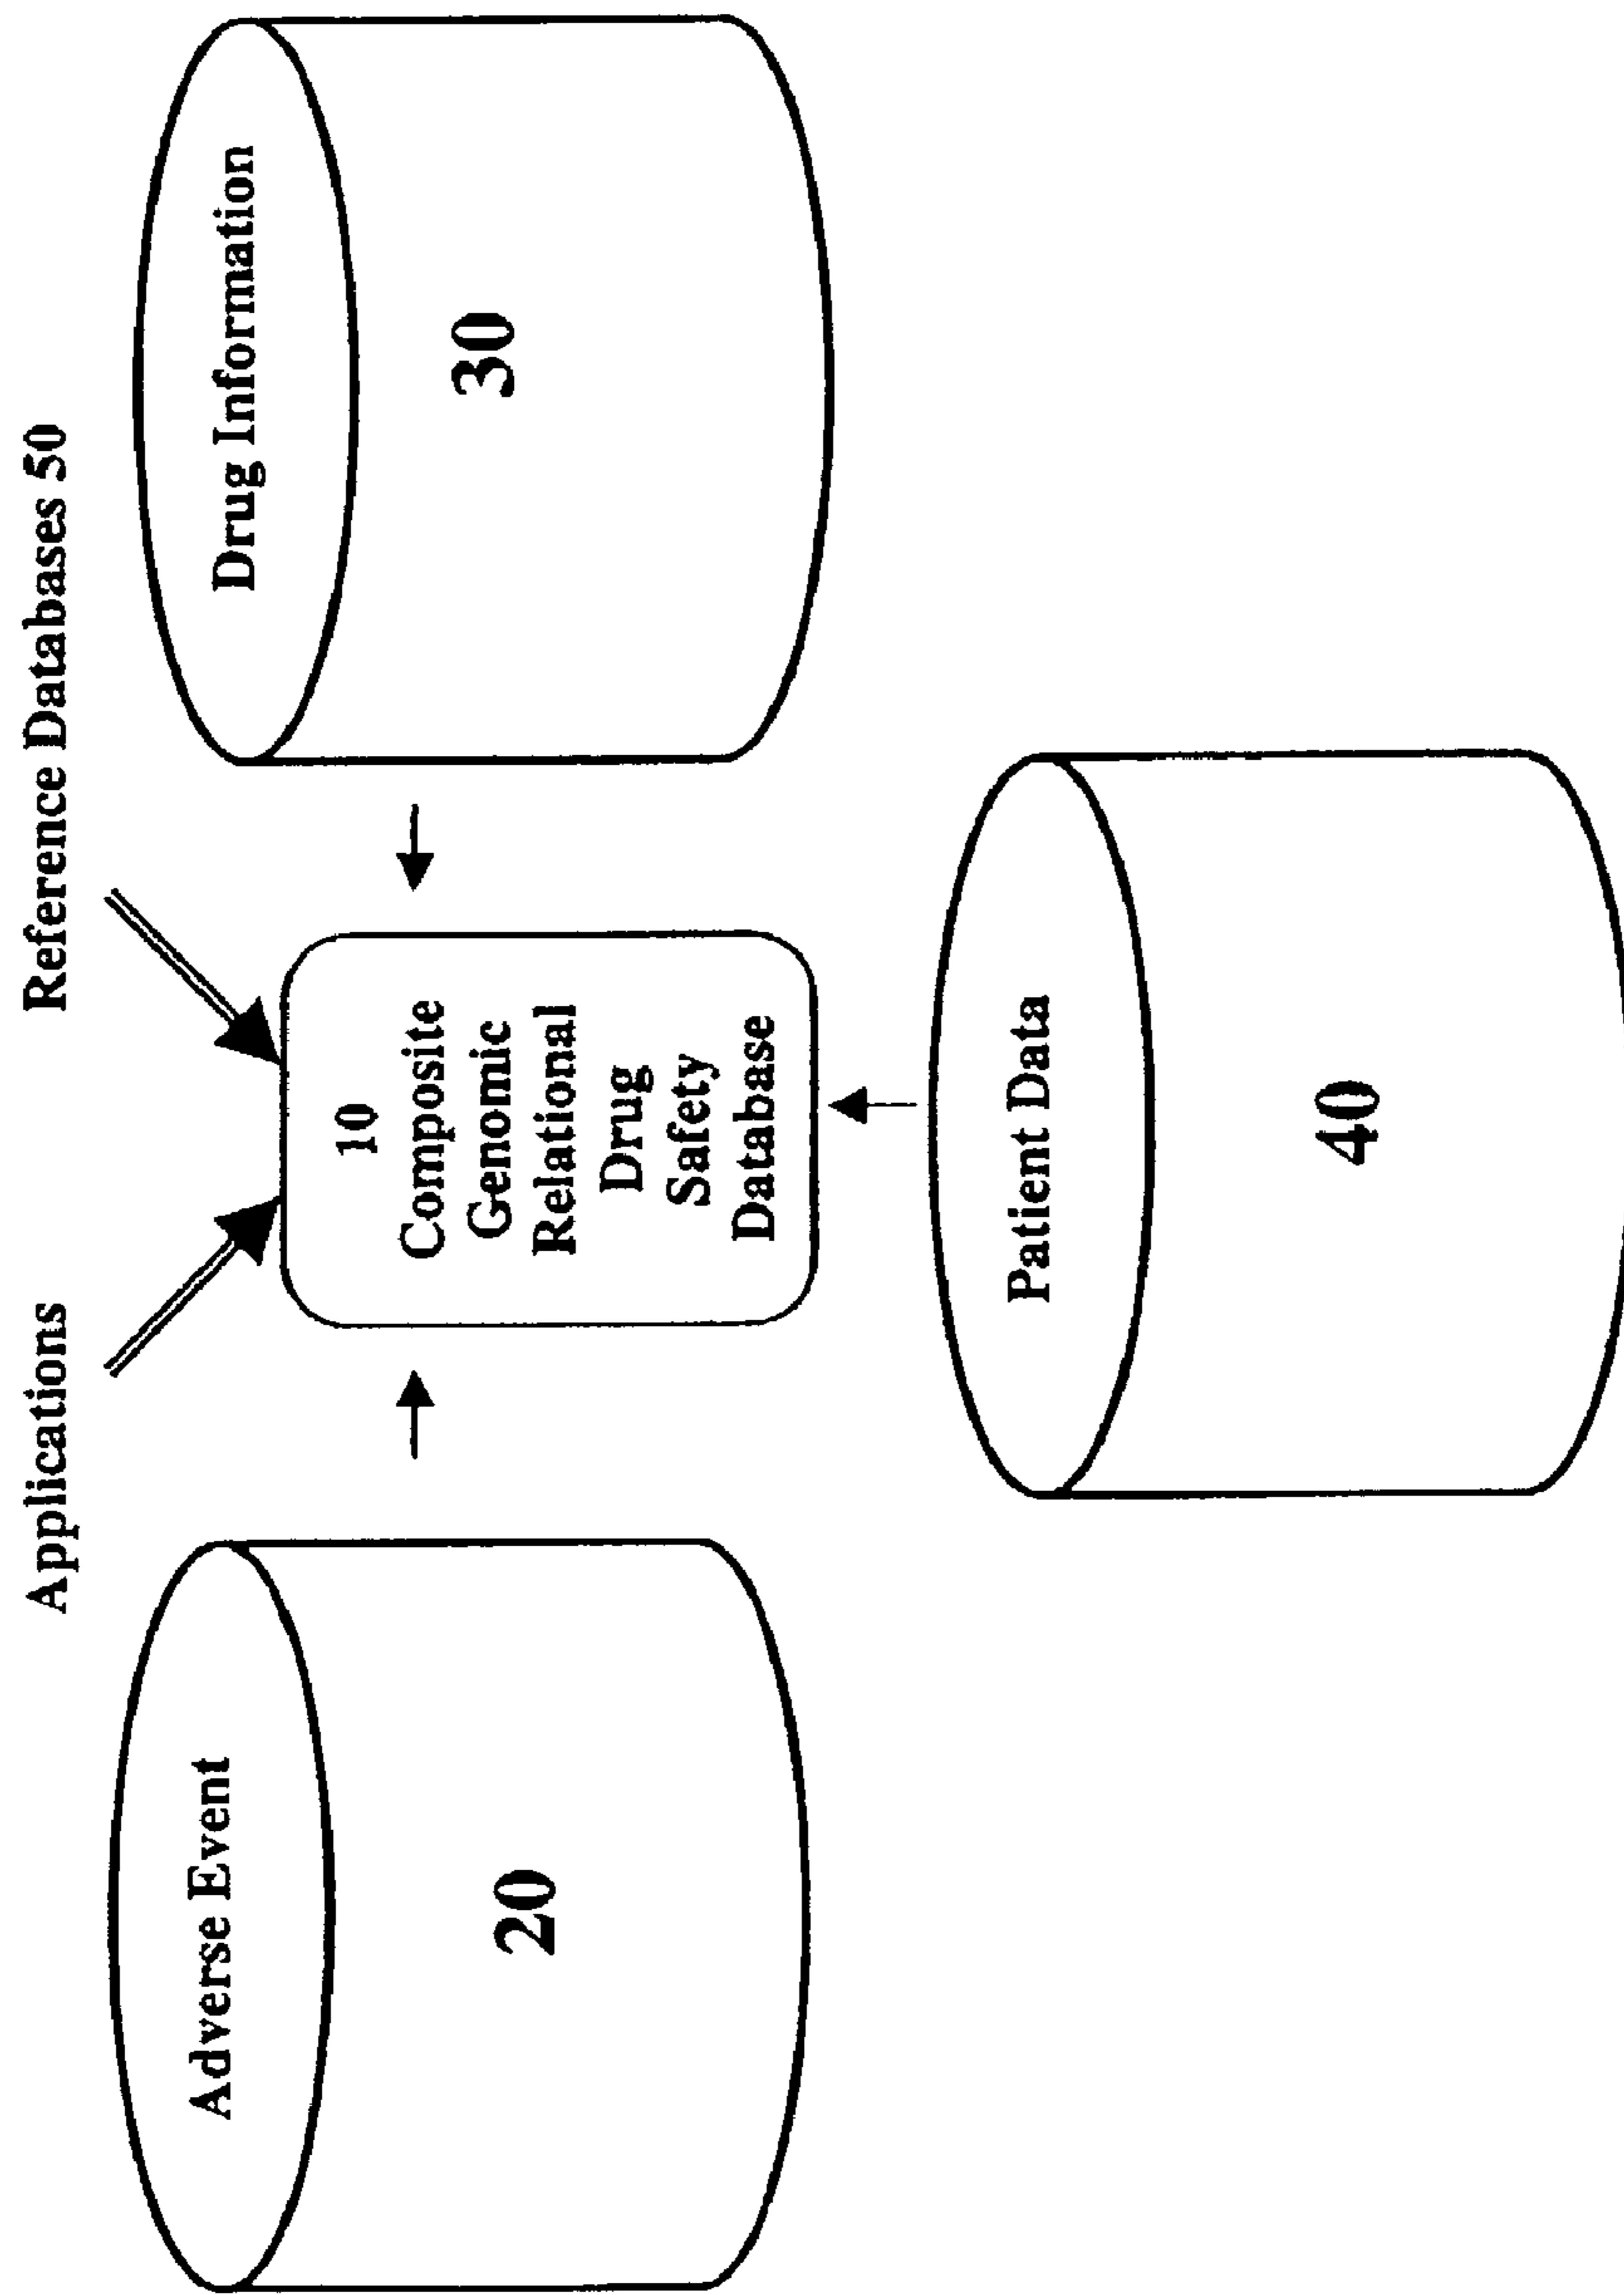 Applications
Reference Databases 50
Adverse Event
20
10
Composite
Genomic
Relational
Drug
Safety
Database
Drug Information
30
Patient Data
40